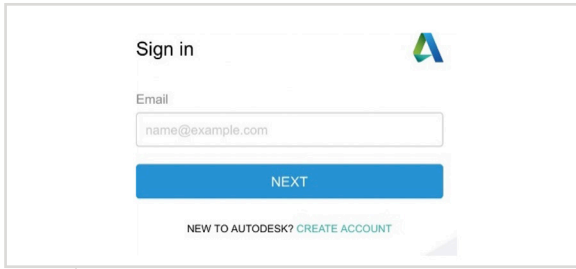 Sign in
Email
name@example.com
NEXT
NEW TO AUTODESK? CREATE ACCOUNT